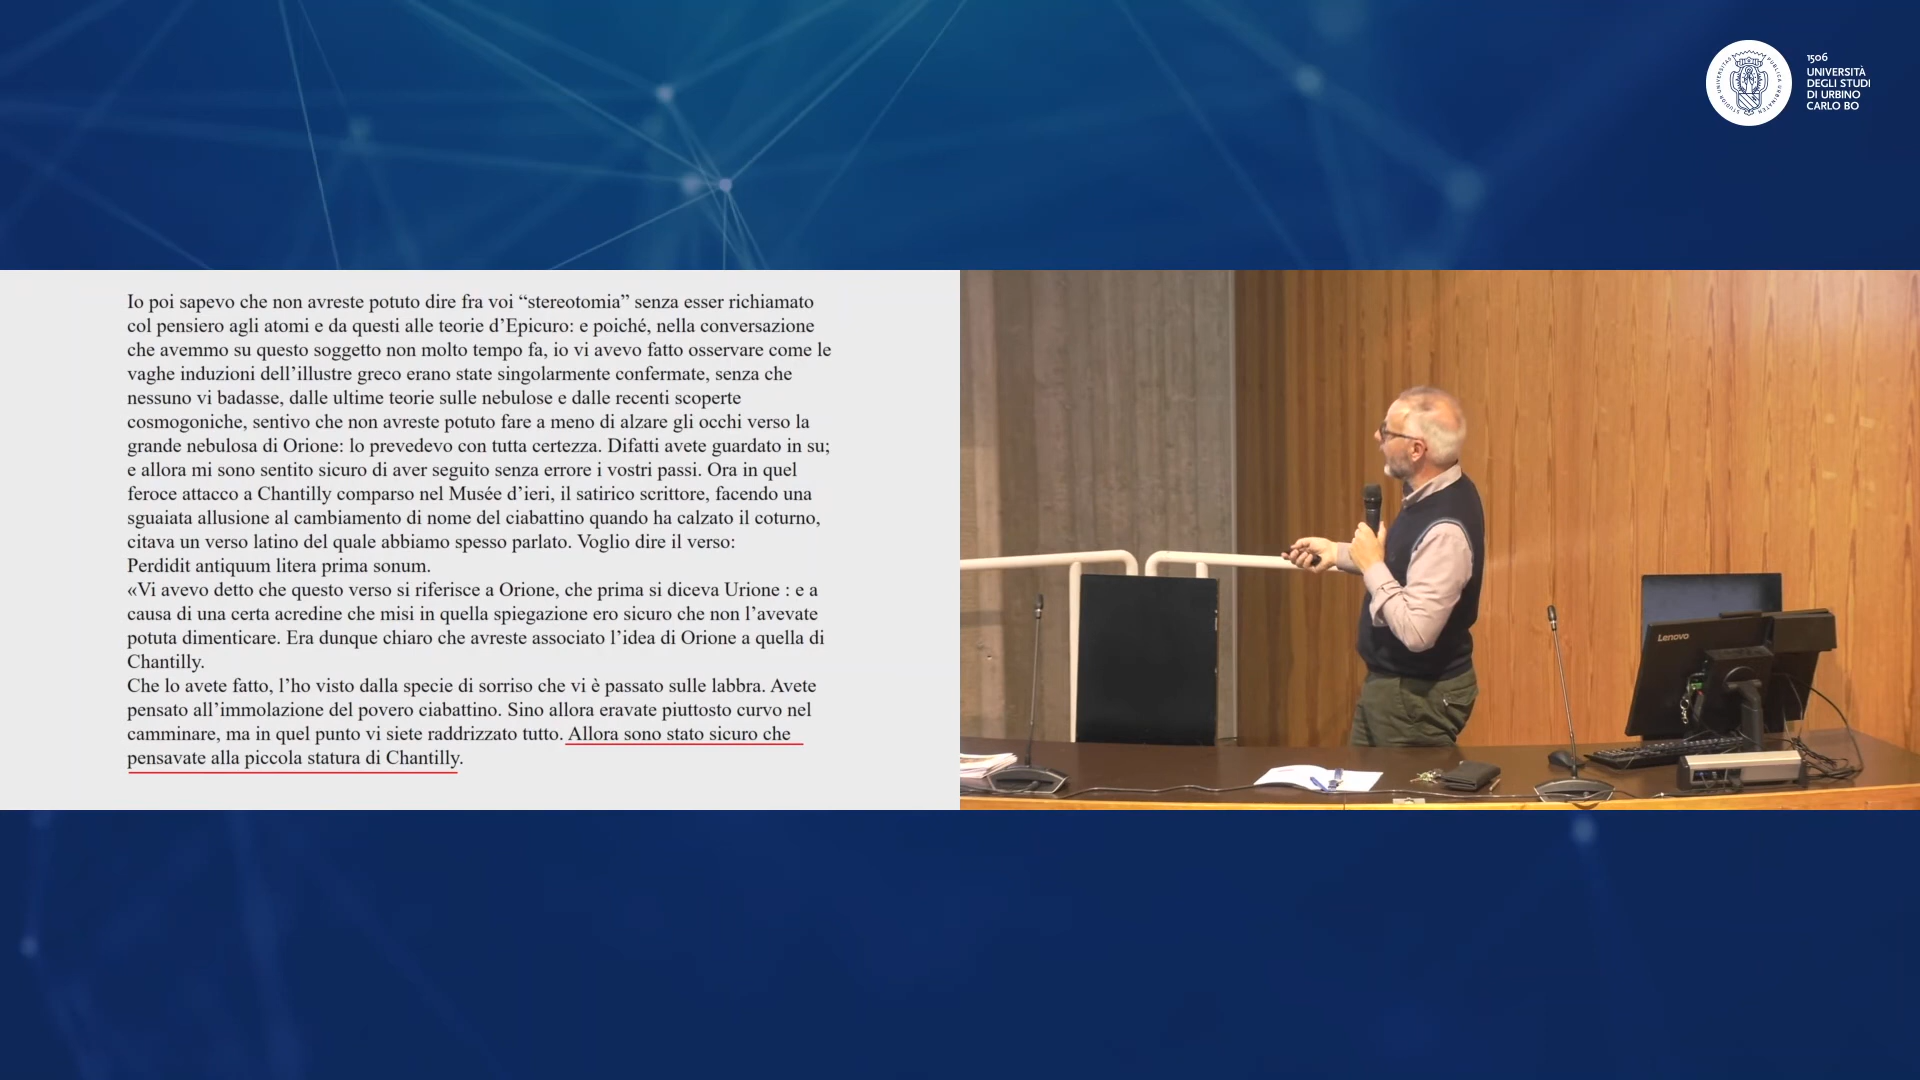 1506
UNIVERSITÀ
DEGLI STUDI
DI URBINO
CARLO BO
Io poi sapevo che non avreste potuto dire fra voi “stereotomia” senza esser richiamato
col pensiero agli atomi e da questi alle teorie d’Epicuro: e poiché, nella conversazione
che avemmo su questo soggetto non molto tempo fa, io vi avevo fatto osservare come le
vaghe induzioni dell’illustre greco erano state singolarmente confermate, senza che
nessuno vi badasse, dalle ultime teorie sulle nebulose e dalle recenti scoperte
cosmogoniche, sentivo che non avreste potuto fare a meno di alzare gli occhi verso la
grande nebulosa di Orione: lo prevedevo con tutta certezza. Difatti avete guardato in su;
e allora mi sono sentito sicuro di aver seguito senza errore i vostri passi. Ora in quel
feroce attacco a Chantilly comparso nel Musée d’ieri, il satirico scrittore, facendo una
sguaiata allusione al cambiamento di nome del ciabattino quando ha calzato il coturno,
citava un verso latino del quale abbiamo spesso parlato. Voglio dire il verso:
Perdidit antiquum litera prima sonum.
«Vi avevo detto che questo verso si riferisce a Orione, che prima si diceva Urione : e a
causa di una certa acredine che misi in quella spiegazione ero sicuro che non l’avevate
potuta dimenticare. Era dunque chiaro che avreste associato l’idea di Orione a quella di
Chantilly.
Che lo avete fatto, l’ho visto dalla specie di sorriso che vi è passato sulle labbra. Avete
pensato all’immolazione del povero ciabattino. Sino allora eravate piuttosto curvo nel
camminare, ma in quel punto vi siete raddrizzato tutto. Allora sono stato sicuro che
pensavate alla piccola statura di Chantilly.
Lenovo